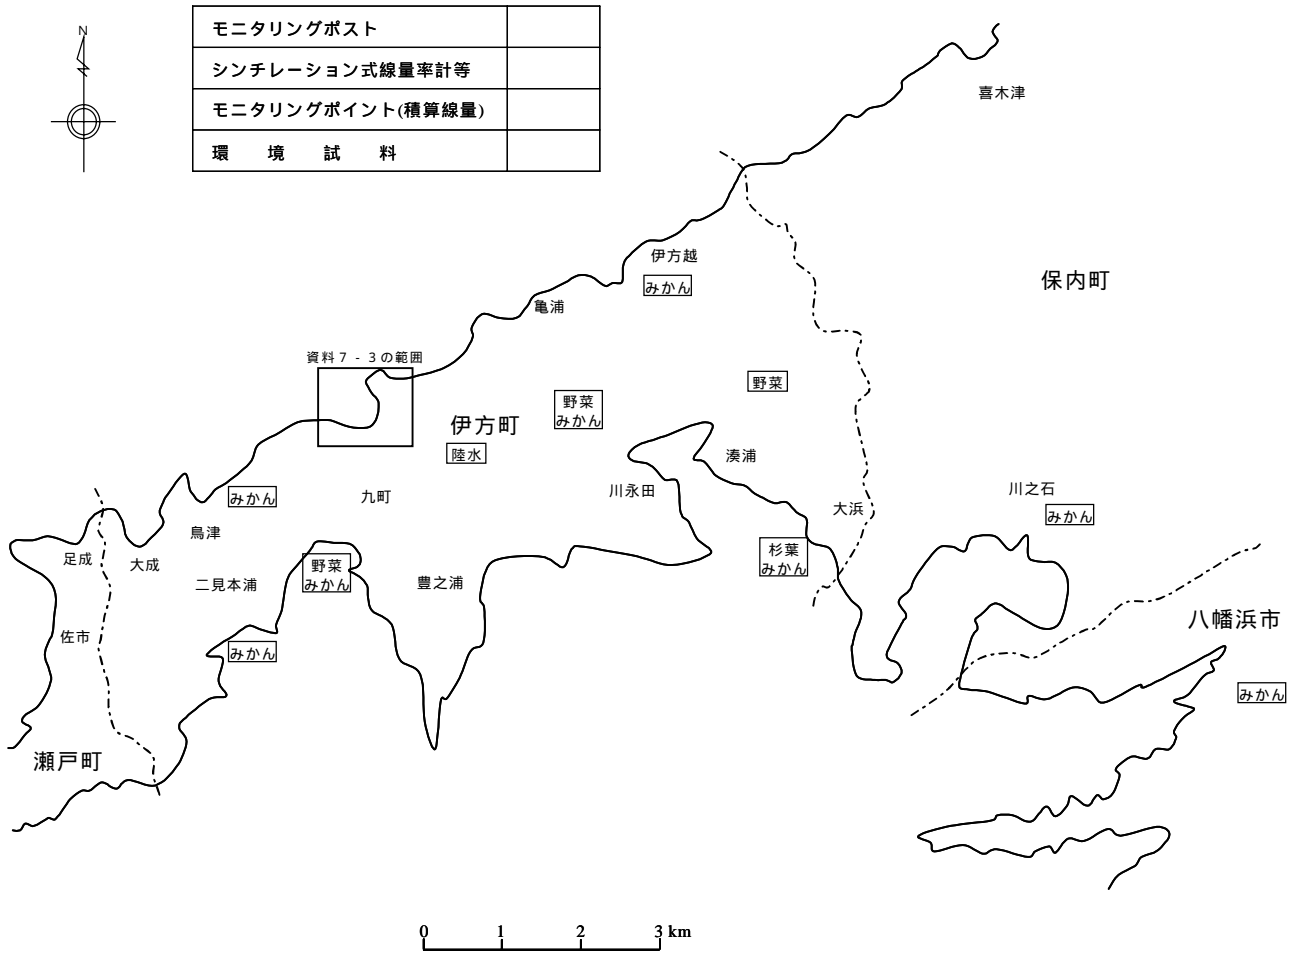 N
モニタリングポスト
シンチレーション式線量率計等
モニタリングポイント(積算線量)
環 境 試 料
喜木津
伊方越
みかん
保内町
亀浦
資料7-3の範囲
野菜
野菜
みかん
伊方町
陸水
湊浦
川永田
川之石
みかん
九町
みかん
大浜
鳥津
足成
大成
杉葉
みかん
野菜
みかん
二見本浦
豊之浦
八幡浜市
佐市
みかん
みかん
瀬戸町
0 1 2 3 km